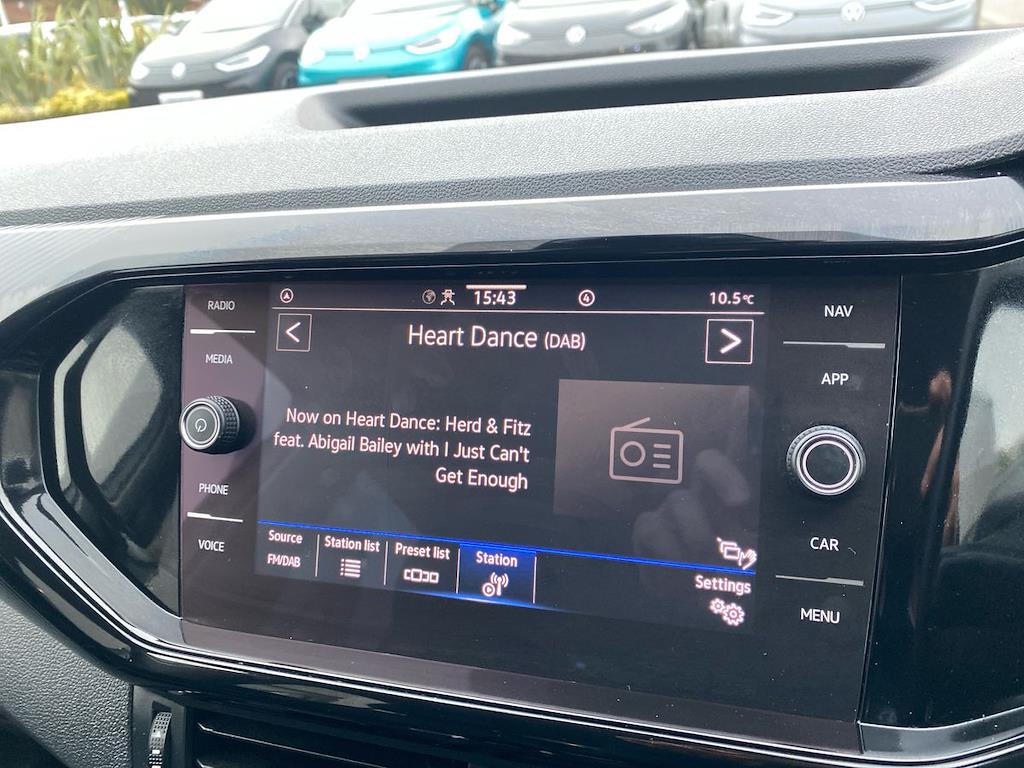 RADIO
MEDIA
PHONE
VOICE
15:43
4
10.5°C
<
Heart Dance (DAB)
>
Now on Heart Dance: Herd & Fitz
feat. Abigail Bailey with I Just Can't
Get Enough
Source
FM/DAB
Station list
Preset list
Station
Settings
NAV
APP
CAR
MENU